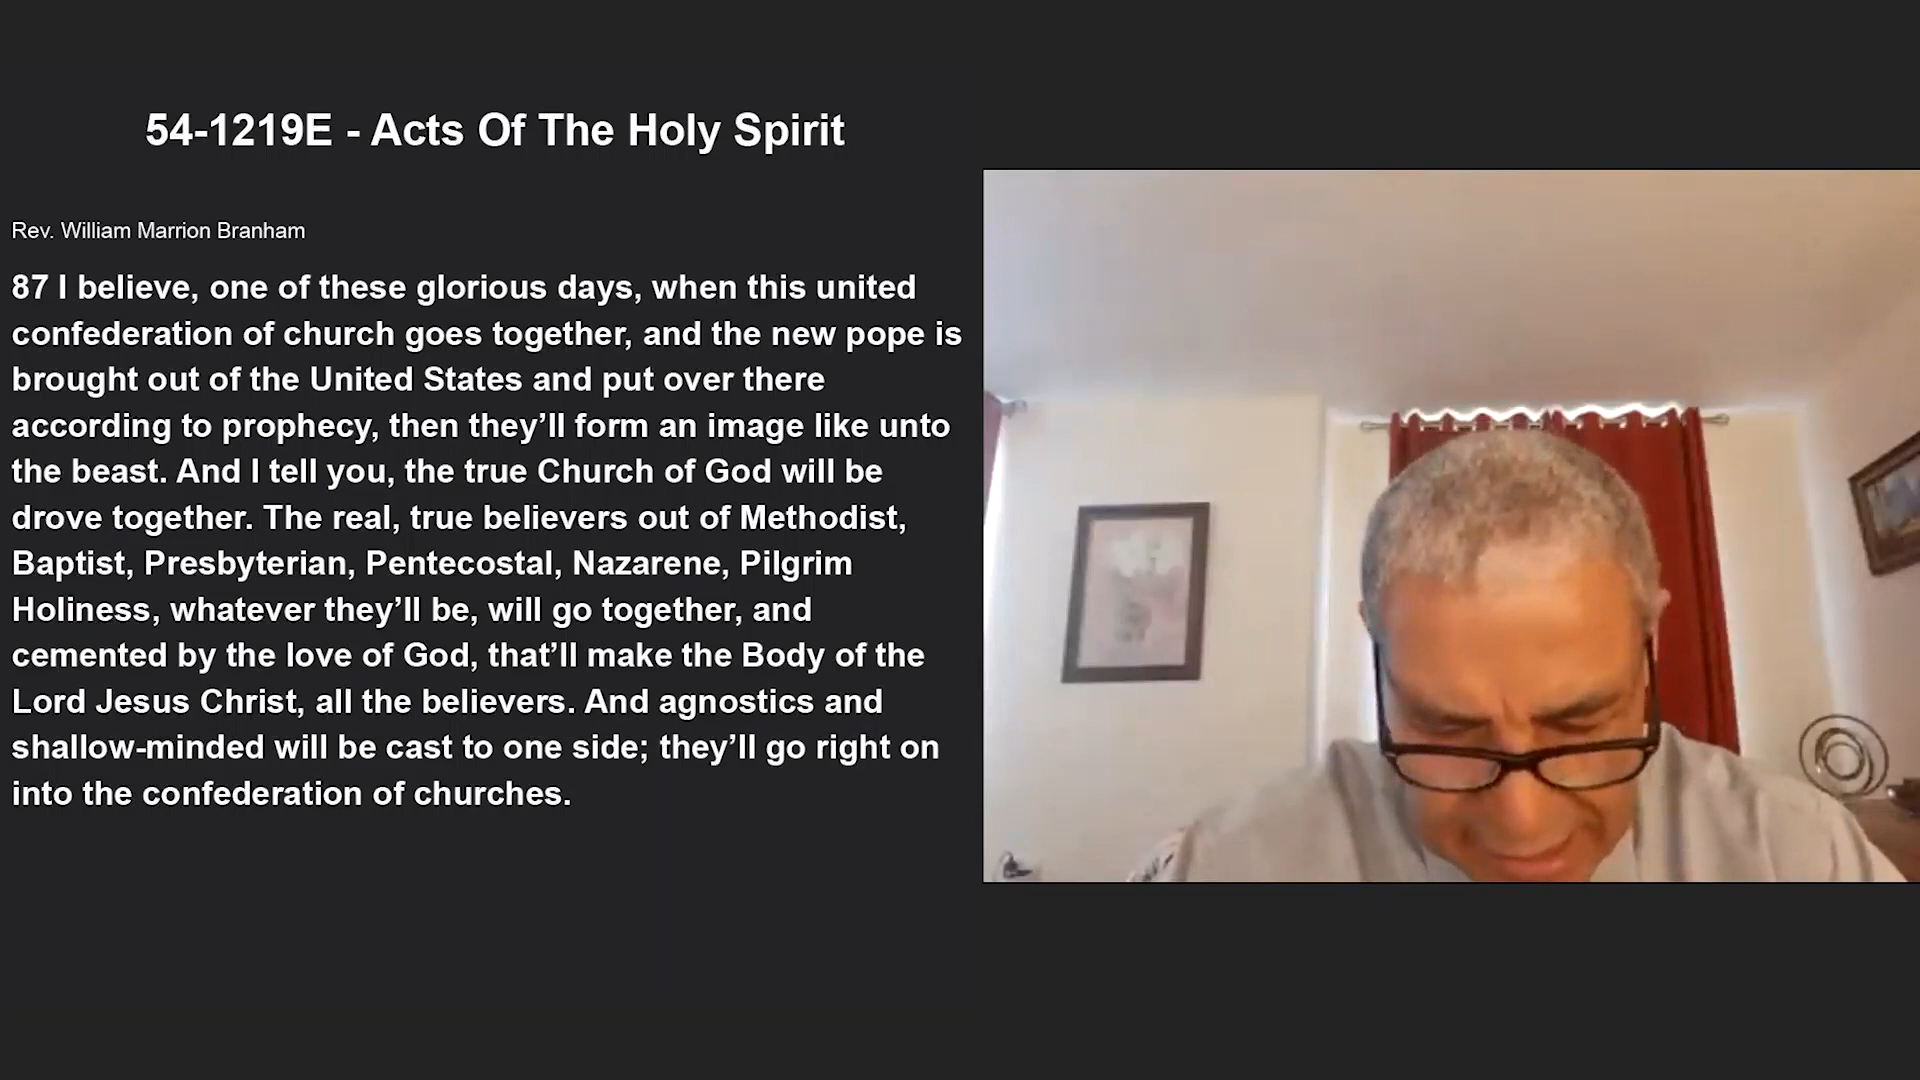 54-1219E - Acts Of The Holy Spirit
Rev. William Marrion Branham
87 I believe, one of these glorious days, when this united
confederation of church goes together, and the new pope is
brought out of the United States and put over there
according to prophecy, then they’ll form an image like unto
the beast. And I tell you, the true Church of God will be
drove together. The real, true believers out of Methodist,
Baptist, Presbyterian, Pentecostal, Nazarene, Pilgrim
Holiness, whatever they’ll be, will go together, and
cemented by the love of God, that’ll make the Body of the
Lord Jesus Christ, all the believers. And agnostics and
shallow-minded will be cast to one side; they’ll go right on
into the confederation of churches.